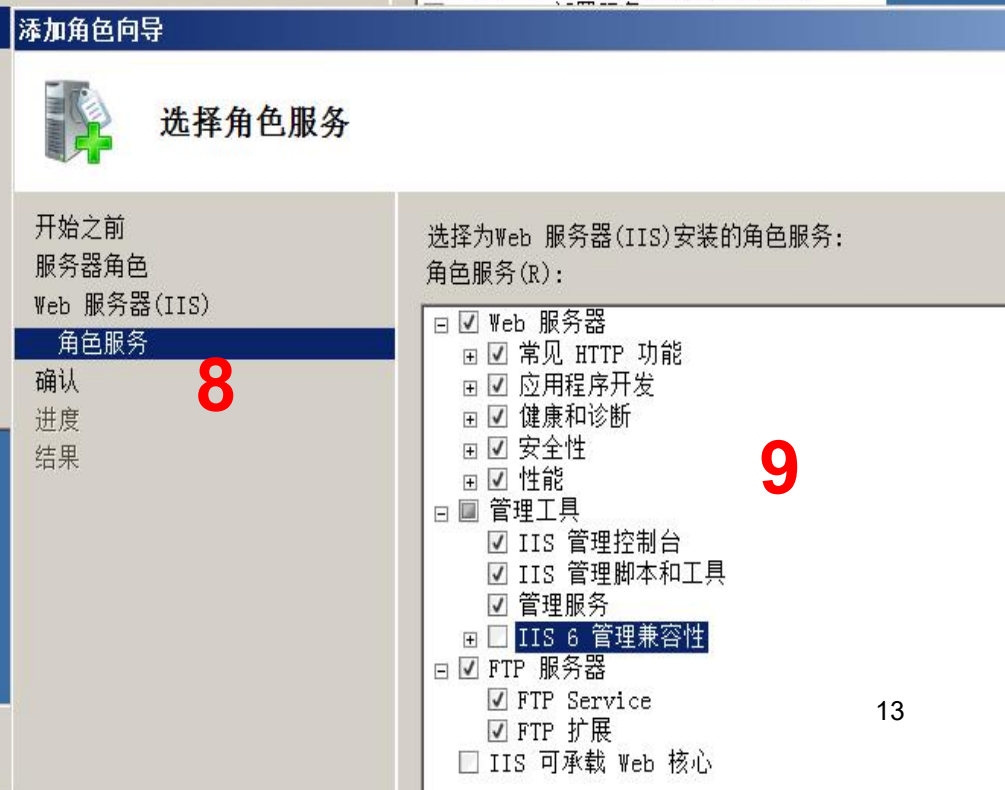 添加角色向导
选择角色服务
开始之前
服务器角色
Web 服务器(IIS)
角色服务
确认
进度
结果
8
选择为Web 服务器(IIS)安装的角色服务:
角色服务(R):
Web 服务器
常见 HTTP 功能
应用程序开发
健康和诊断
安全性
性能
管理工具
IIS 管理控制台
IIS 管理脚本和工具
管理服务
IIS 6 管理兼容性
FTP 服务器
FTP Service
FTP 扩展
IIS 可承载 Web 核心
9
13